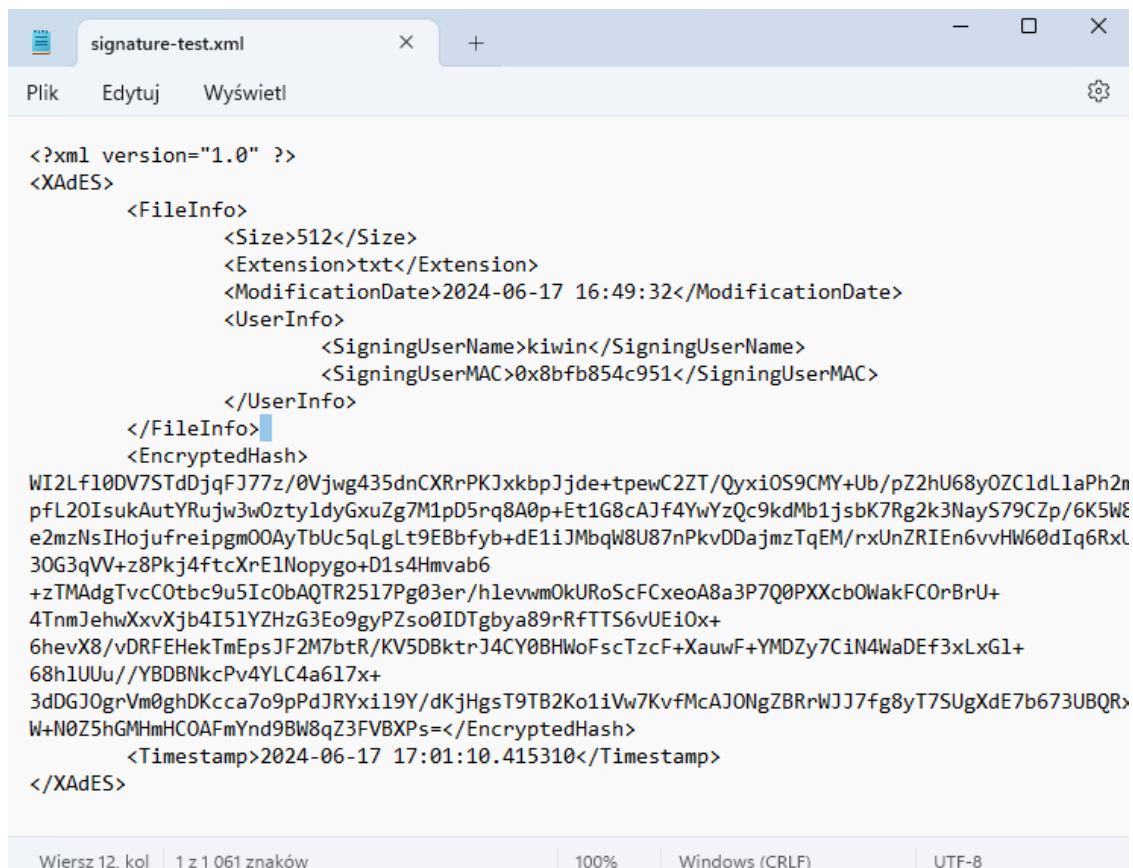 signature-test.xml
Plik Edytuj Wyświetl
<?xml version="1.0" ?>
<XAdES>
<FileInfo>
<Size>512</Size>
<Extension>txt</Extension>
<ModificationDate>2024-06-17 16:49:32</ModificationDate>
<UserInfo>
<SigningUserName>kiwin</SigningUserName>
<SigningUserMAC>0x8bfb854c951</SigningUserMAC>
</UserInfo>
</FileInfo>
<EncryptedHash>
WI2Lfl0DV7STdDjqFJ77z/0Vjwg435dnCXRrPKJxkbpJjde+tpewC2ZT/QyxiOS9CMY+Ub/pZ2hU68yOZCldLlaPh2m
pfL2OIsukAutYRujw3wOztyldyGxuZg7M1pD5rq8A0p+Et1G8cAJf4YwYzQc9kdMb1jsbK7Rg2k3NayS79CZp/6K5W8
e2mzNsIHojufreipgmOOAyTbUc5qLgLt9EBbfyb+dE1iJMbqW8U87nPkvDDajmzTqEM/rxUnZRIEn6vvHW60dIq6RxU
3OG3qVV+z8Pkj4ftcXrElNopygo+D1s4Hmvab6
+zTMAdgTvcCOtbc9u5IcObAQTR25l7Pg03er/hlevwmOkURoScFCxeoA8a3P7Q0PXXcbOWakFCOrBrU+
4TnmJehwXxvXjb4I5lYZHzG3Eo9gyPZso0IDTgbya89rRfTTS6vUEiOx+
6hevX8/vDRFEHekTmEpsJF2M7btR/KV5DBktrJ4CY0BHWoFscTzcF+XauwF+YMDZy7CiN4WaDEf3xLxGl+
68hlUUu//YBDBNkcPv4YLC4a6l7x+
3dDGJOgrVm0ghDKcca7o9pPdJRYxil9Y/dKjHgsT9TB2Ko1iVw7KvfMcAJONgZBRrWJJ7fg8yT7SUgXdE7b673UBQRx
W+N0Z5hGMHmHCOAFmYnd9BW8qZ3FVBXPs=</EncryptedHash>
<Timestamp>2024-06-17 17:01:10.415310</Timestamp>
</XAdES>
Wiersz 12, kol 1 z 1 061 znaków 100% Windows (CRLF) UTF-8